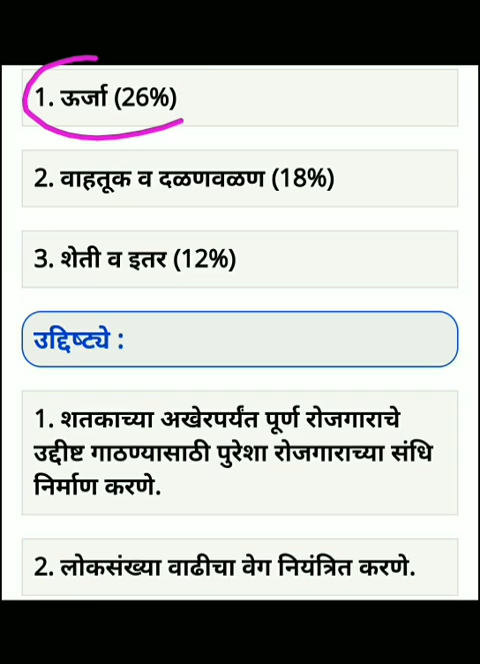 1. ऊर्जा (26%)
2. वाहतूक व दळणवळण (18%)
3. शेती व इतर (12%)
उद्दिष्ट्ये :
1. शतकाच्या अखेरपर्यंत पूर्ण रोजगाराचे
उद्दीष्ट गाठण्यासाठी पुरेशा रोजगाराच्या संधि
निर्माण करणे.
2. लोकसंख्या वाढीचा वेग नियंत्रित करणे.